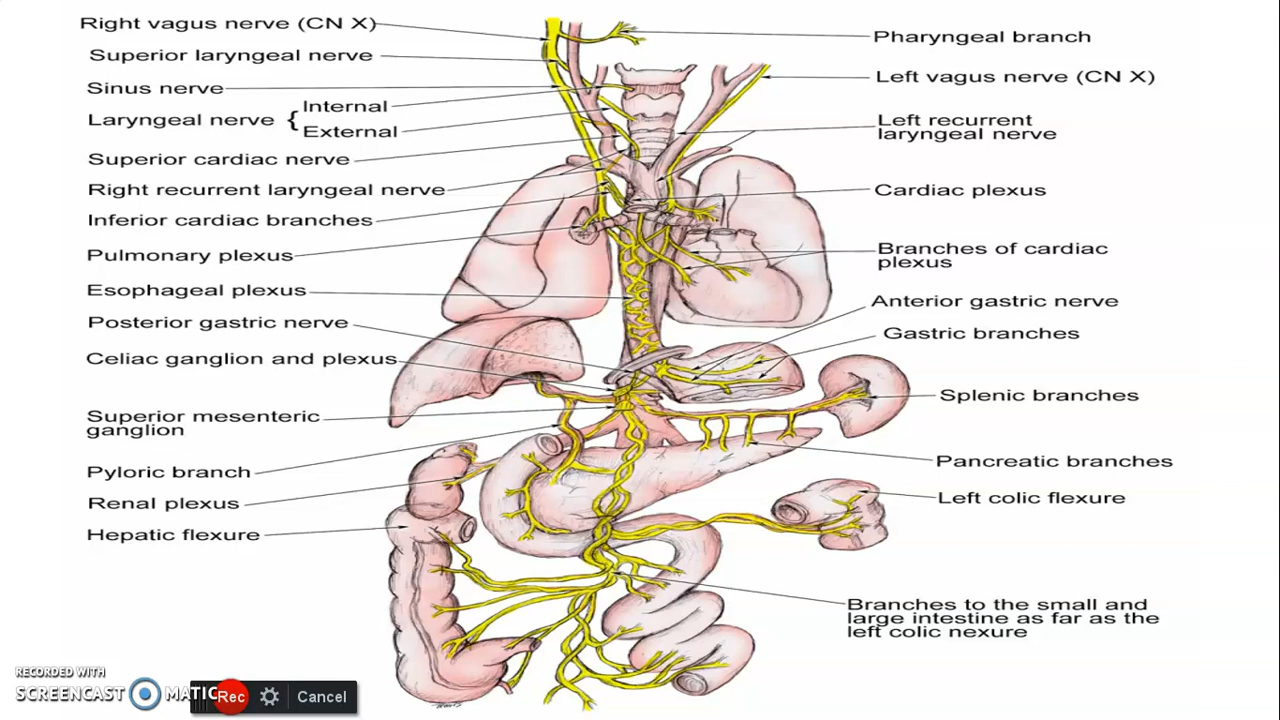 Right vagus nerve (CN X)
Superior laryngeal nerve
Sinus nerve
Laryngeal nerve { Internal
External
Superior cardiac nerve
Right recurrent laryngeal nerve
Inferior cardiac branches
Pulmonary plexus
Esophageal plexus
Posterior gastric nerve
Celiac ganglion and plexus
Superior mesenteric
ganglion
Pyloric branch
Renal plexus
Hepatic flexure
Pharyngeal branch
Left vagus nerve (CN X)
Left recurrent
laryngeal nerve
Cardiac plexus
Branches of cardiac
plexus
Anterior gastric nerve
Gastric branches
Splenic branches
Pancreatic branches
Left colic flexure
Branches to the small and
large intestine as far as the
left colic nexure
RECORDED WITH
SCREENCAST MATIC
Rec
Cancel